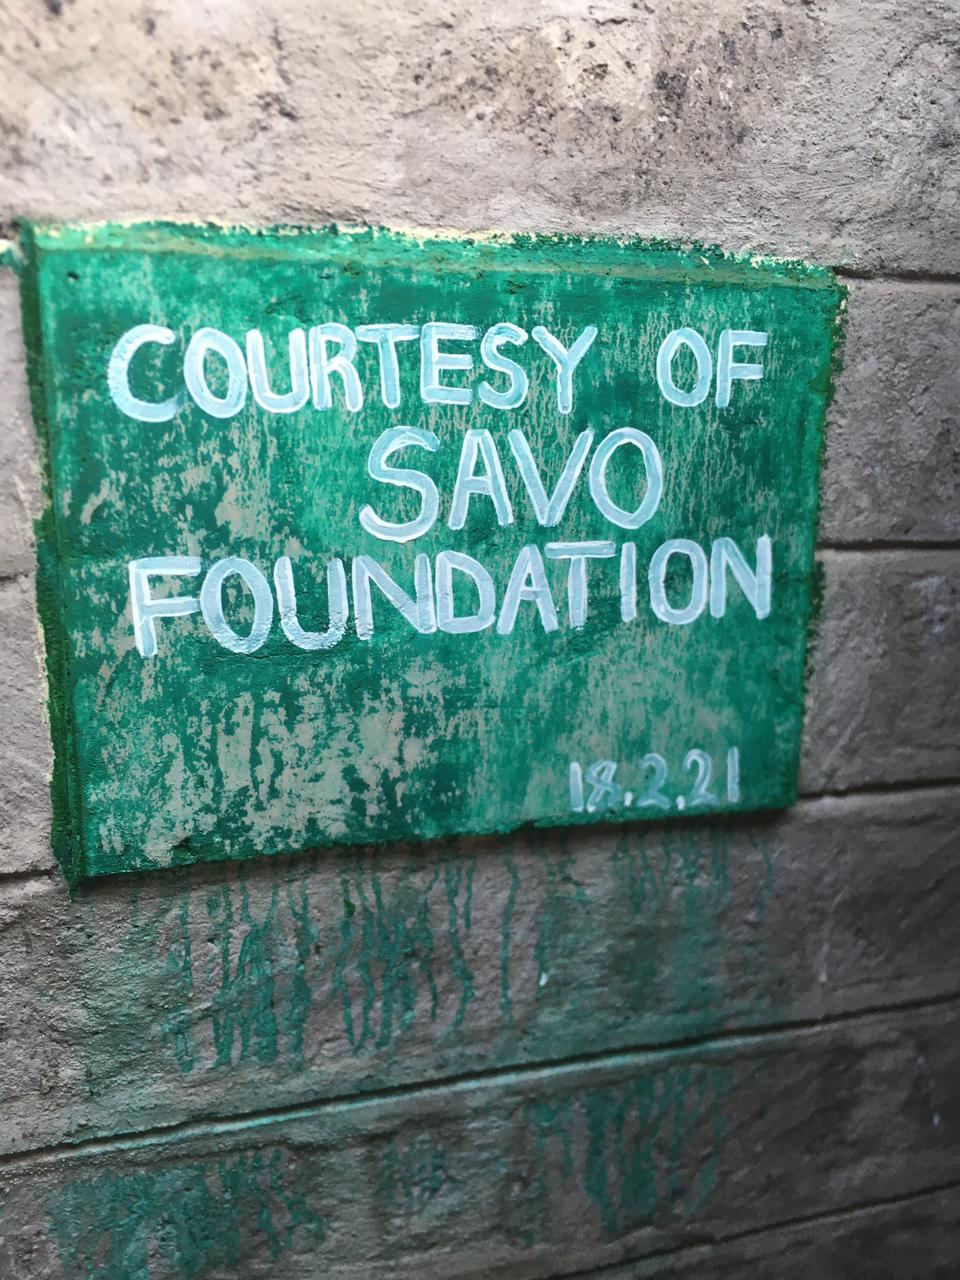 COURTESY OF
SAVO
FOUNDATION
18.2.21